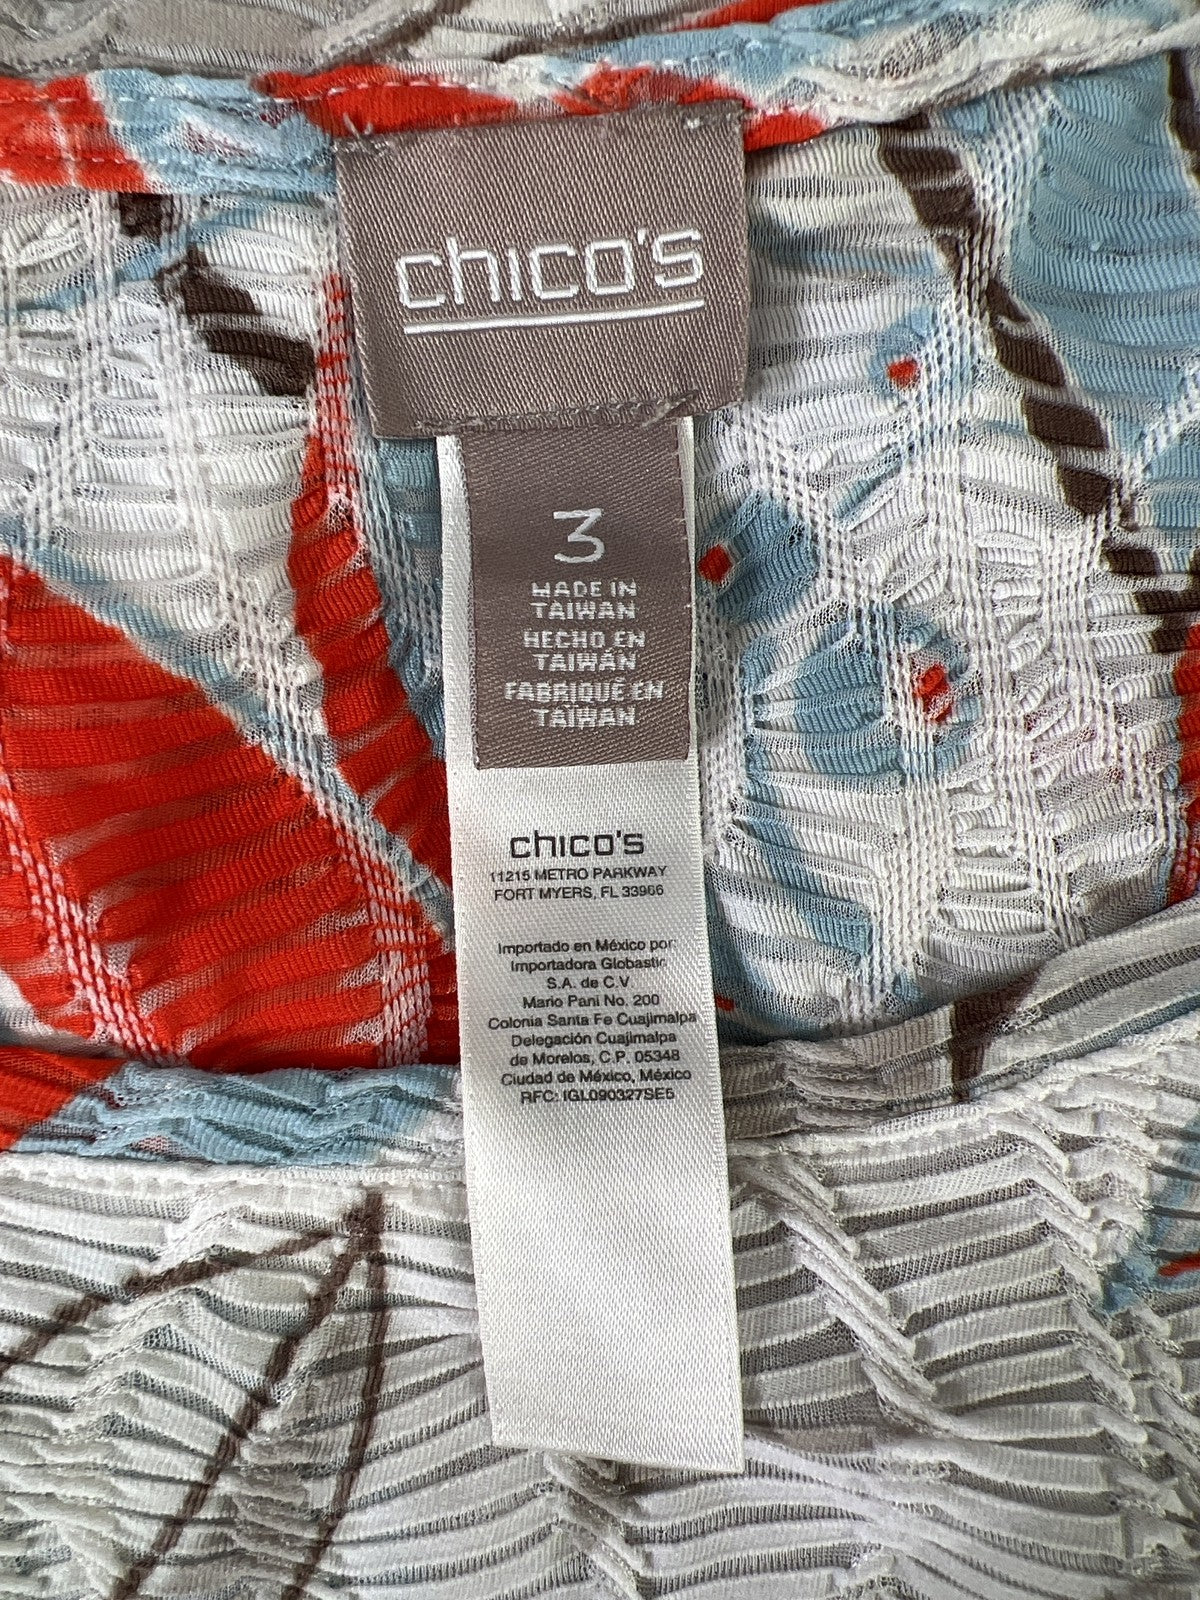 chico's
3
MADE IN
TAIWAN
HECHO EN
TAIWÁN
FABRIQUÉ EN
TAÏWAN
chico's
11215 METRO PARKWAY
FORT MYERS, FL 33966
Importado en México por:
Importadora Globastir
S.A. de C.V.
Mario Pani No. 200
Colonia Santa Fe Cuajimalpa
Delegación Cuajimalpa
de Morelos, C.P. 05348
Ciudad de México, México
RFC: IGL090327SE5